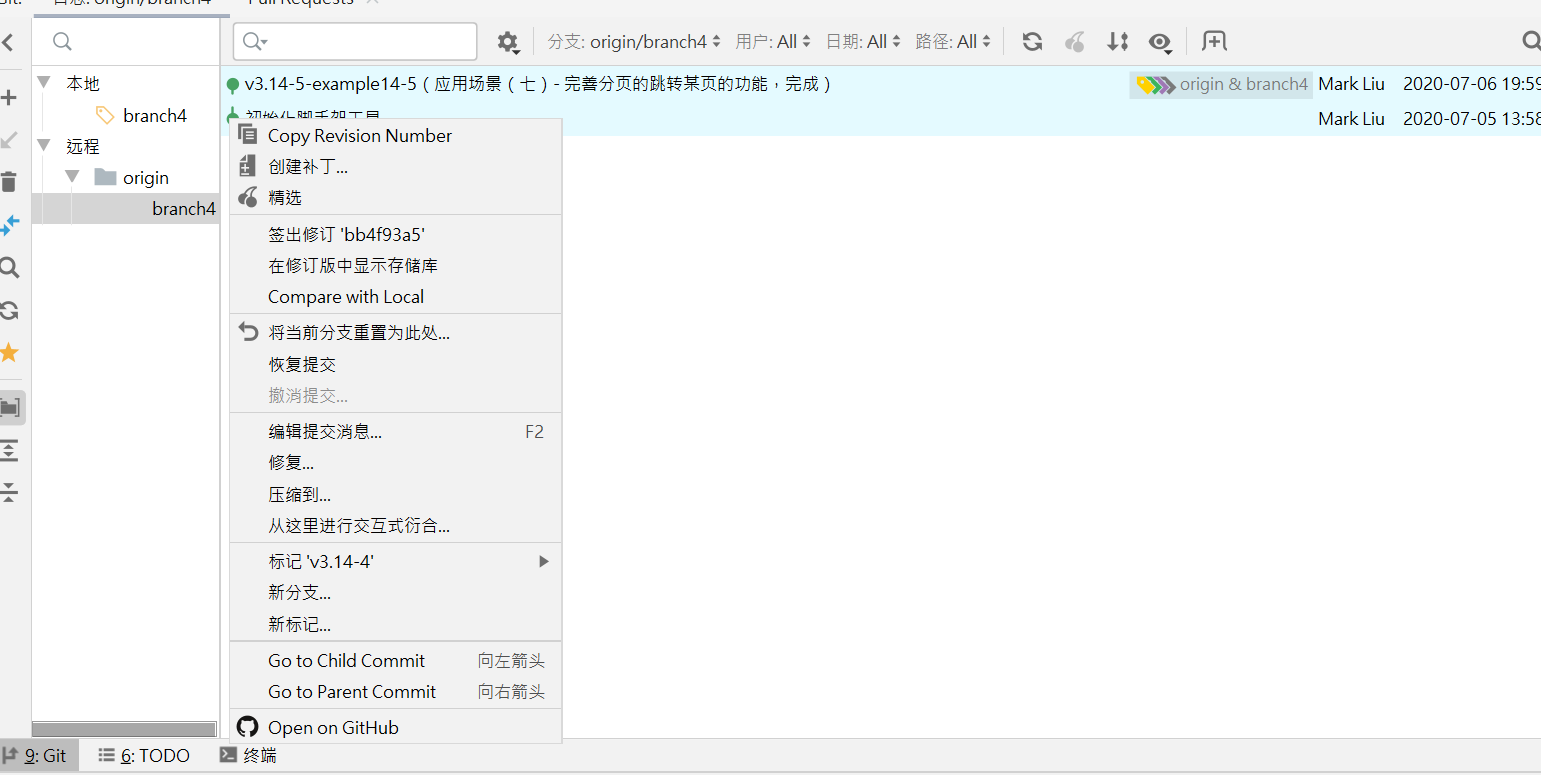 Git:
日志: origin/branch4
Pull Requests
分支: origin/branch4
用户: All
日期: All
路径: All
本地
branch4
远程
origin
branch4
v3.14-5-example14-5（应用场景（七）- 完善分页的跳转某页的功能，完成）
origin & branch4
Mark Liu
2020-07-06 19:59
初始化脚手架工具
Mark Liu
2020-07-05 13:58
Copy Revision Number
创建补丁...
精选
签出修订 'bb4f93a5'
在修订版中显示存储库
Compare with Local
将当前分支重置为此处...
恢复提交
撤消提交...
编辑提交消息... F2
修复...
压缩到...
从这里进行交互式衍合...
标记 'v3.14-4'
新分支...
新标记...
Go to Child Commit 向左箭头
Go to Parent Commit 向右箭头
Open on GitHub
9: Git
6: TODO
终端